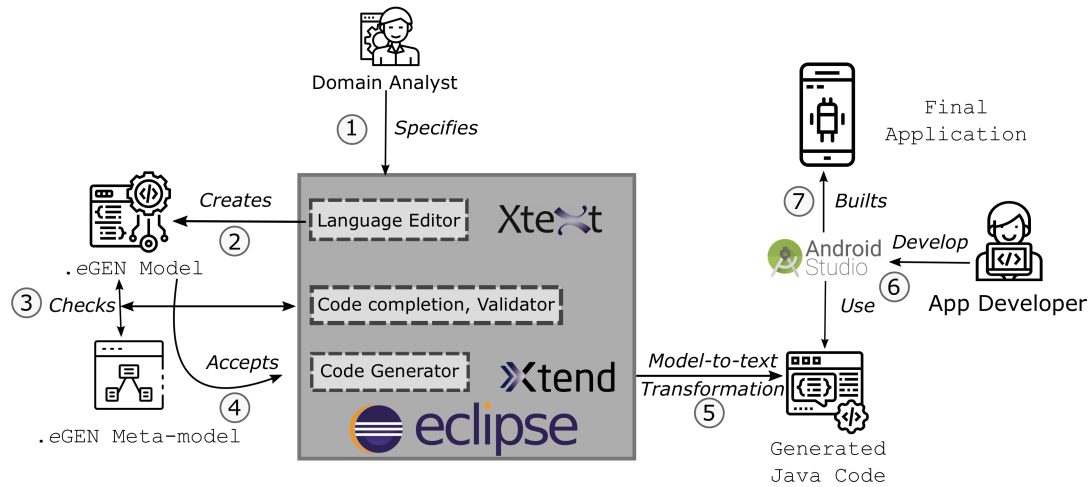 Domain Analyst
1
Specifies
Creates
2
Language Editor
Xtext
.eGEN Model
3
Checks
Code completion, Validator
Accepts
4
Code Generator
Xtend
.eGEN Meta-model
eclipse
Model-to-text
Transformation
5
Final
Application
7
Builts
Android
Studio
Develop
6
App Developer
Use
Generated
Java Code